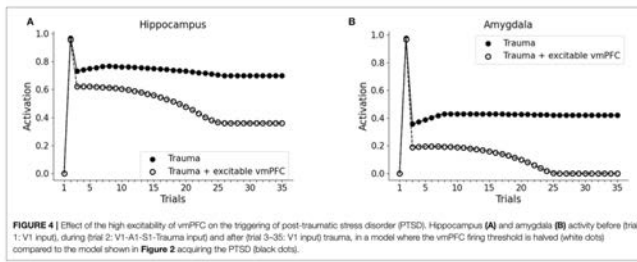 A
Hippocampus
1.0
0.8
0.6
0.4
0.2
0.0
Activation
Trauma
Trauma + excitable vmPFC
1 5 10 15 20 25 30 35
Trials
B
Amygdala
1.0
0.8
0.6
0.4
0.2
0.0
Activation
Trauma
Trauma + excitable vmPFC
1 5 10 15 20 25 30 35
Trials
FIGURE 4 | Effect of the high excitability of vmPFC on the triggering of post-traumatic stress disorder (PTSD). Hippocampus (A) and amygdala (B) activity before (trial
1: V1 input), during (trial 2: V1-A1-S1-Trauma input) and after (trial 3–35: V1 input) trauma, in a model where the vmPFC firing threshold is halved (white dots)
compared to the model shown in Figure 2 acquiring the PTSD (black dots).